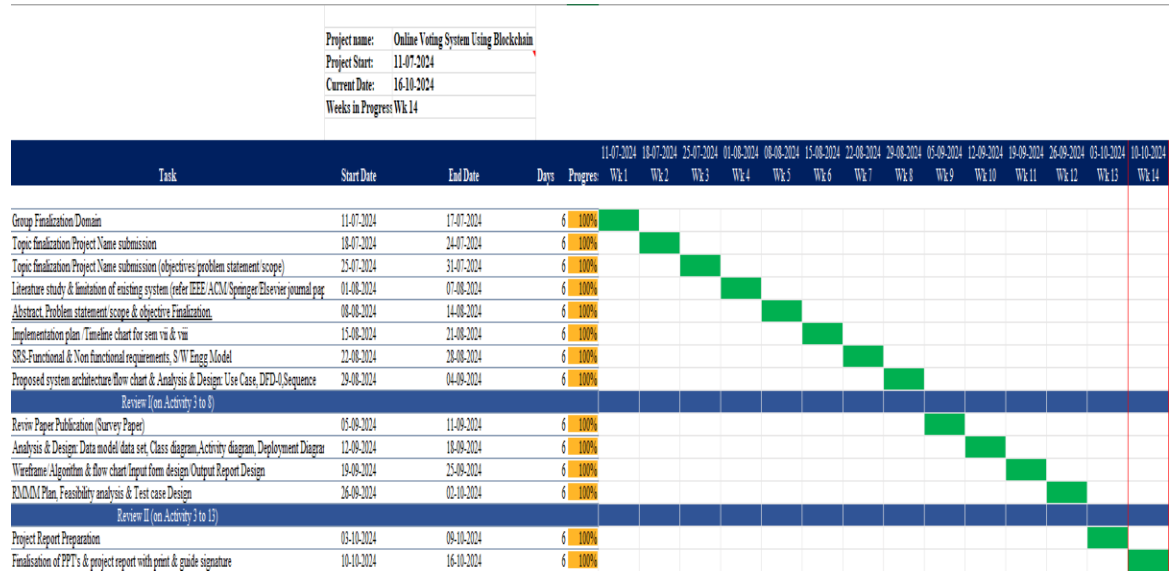 Project name: Online Voting System Using Blockchain
Project Start: 11-07-2024
Current Date: 16-10-2024
Weeks in Progres: Wk 14
11-07-2024 18-07-2024 25-07-2024 01-08-2024 08-08-2024 15-08-2024 22-08-2024 29-08-2024 05-09-2024 12-09-2024 19-09-2024 26-09-2024 03-10-2024 10-10-2024
Task Start Date End Date Days Progres: Wk 1 Wk 2 Wk 3 Wk 4 Wk 5 Wk 6 Wk 7 Wk 8 Wk 9 Wk 10 Wk 11 Wk 12 Wk 13 Wk 14
Group Finalization/Domain 11-07-2024 17-07-2024 6 100%
Topic finalization/Project Name submission 18-07-2024 24-07-2024 6 100%
Topic finalization/Project Name submission (objectives/problem statement/scope) 25-07-2024 31-07-2024 6 100%
Literature study & limitation of existing system (refer IEEE/ACM/Springer/Elsevier journal pap 01-08-2024 07-08-2024 6 100%
Abstract, Problem statement/scope & objective Finalization. 08-08-2024 14-08-2024 6 100%
Implementation plan /Timeline chart for sem vii & viii 15-08-2024 21-08-2024 6 100%
SRS-Functional & Non functional requirements, S/W Engg Model 22-08-2024 28-08-2024 6 100%
Proposed system architecture/flow chart & Analysis & Design: Use Case, DFD-0,Sequence 29-08-2024 04-09-2024 6 100%
Review I(on Activity 3 to 8)
Reviw Paper Publication (Survey Paper) 05-09-2024 11-09-2024 6 100%
Analysis & Design: Data model/data set, Class diagram,Activity diagram, Deployment Diagra 12-09-2024 18-09-2024 6 100%
Wireframe/Algorithm & flow chart/Input form design/Output Report Design 19-09-2024 25-09-2024 6 100%
RMMM Plan, Feasibility analysis & Test case Design 26-09-2024 02-10-2024 6 100%
Review II (on Activity 3 to 13)
Project Report Preparation 03-10-2024 09-10-2024 6 100%
Finalisation of PPT's & project report with print & guide signature 10-10-2024 16-10-2024 6 100%